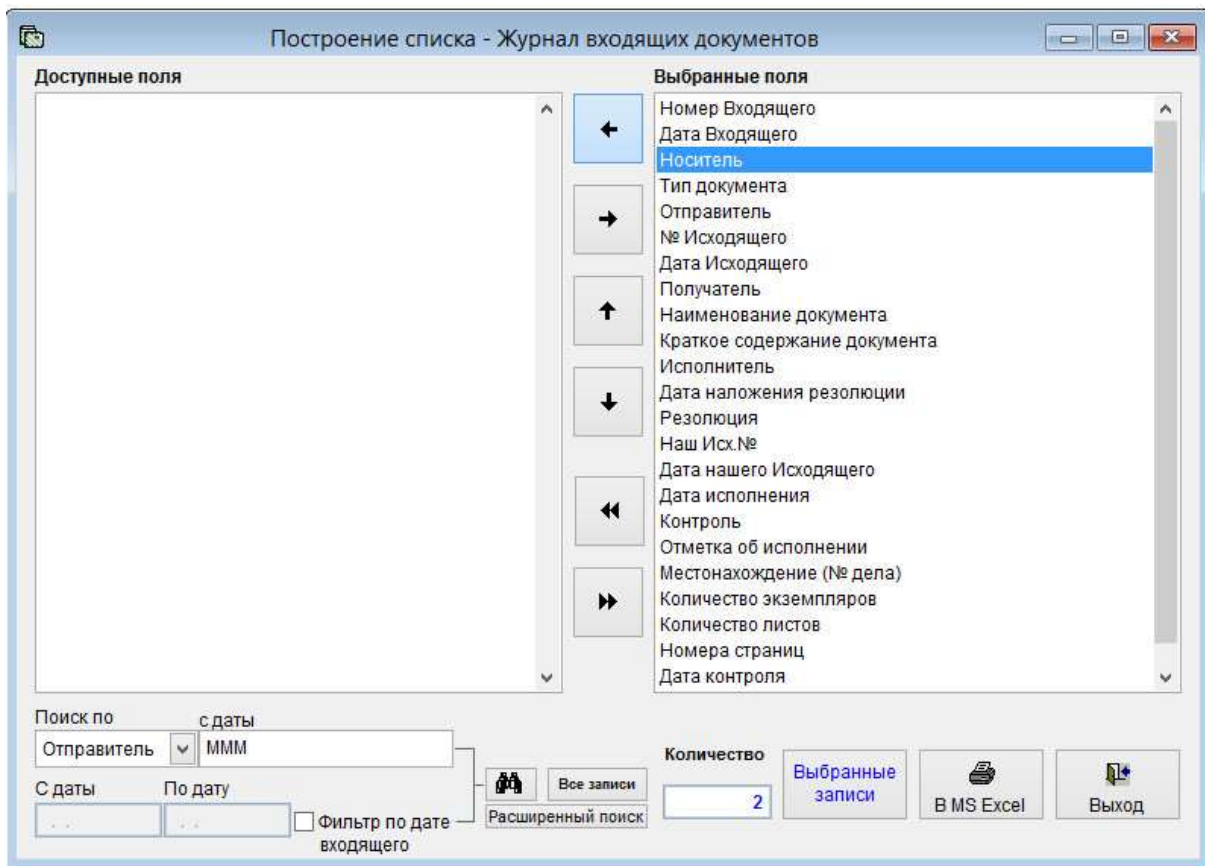 Построение списка - Журнал входящих документов
Доступные поля
Выбранные поля
Номер Входящего
Дата Входящего
Носитель
Тип документа
Отправитель
№ Исходящего
Дата Исходящего
Получатель
Наименование документа
Краткое содержание документа
Исполнитель
Дата наложения резолюции
Резолюция
Наш Исх.№
Дата нашего Исходящего
Дата исполнения
Контроль
Отметка об исполнении
Местонахождение (№ дела)
Количество экземпляров
Количество листов
Номера страниц
Дата контроля
Поиск по
с даты
Отправитель
МММ
С даты
По дату
. .
. .
Фильтр по дате
входящего
Все записи
Расширенный поиск
Количество
2
Выбранные
записи
В MS Excel
Выход